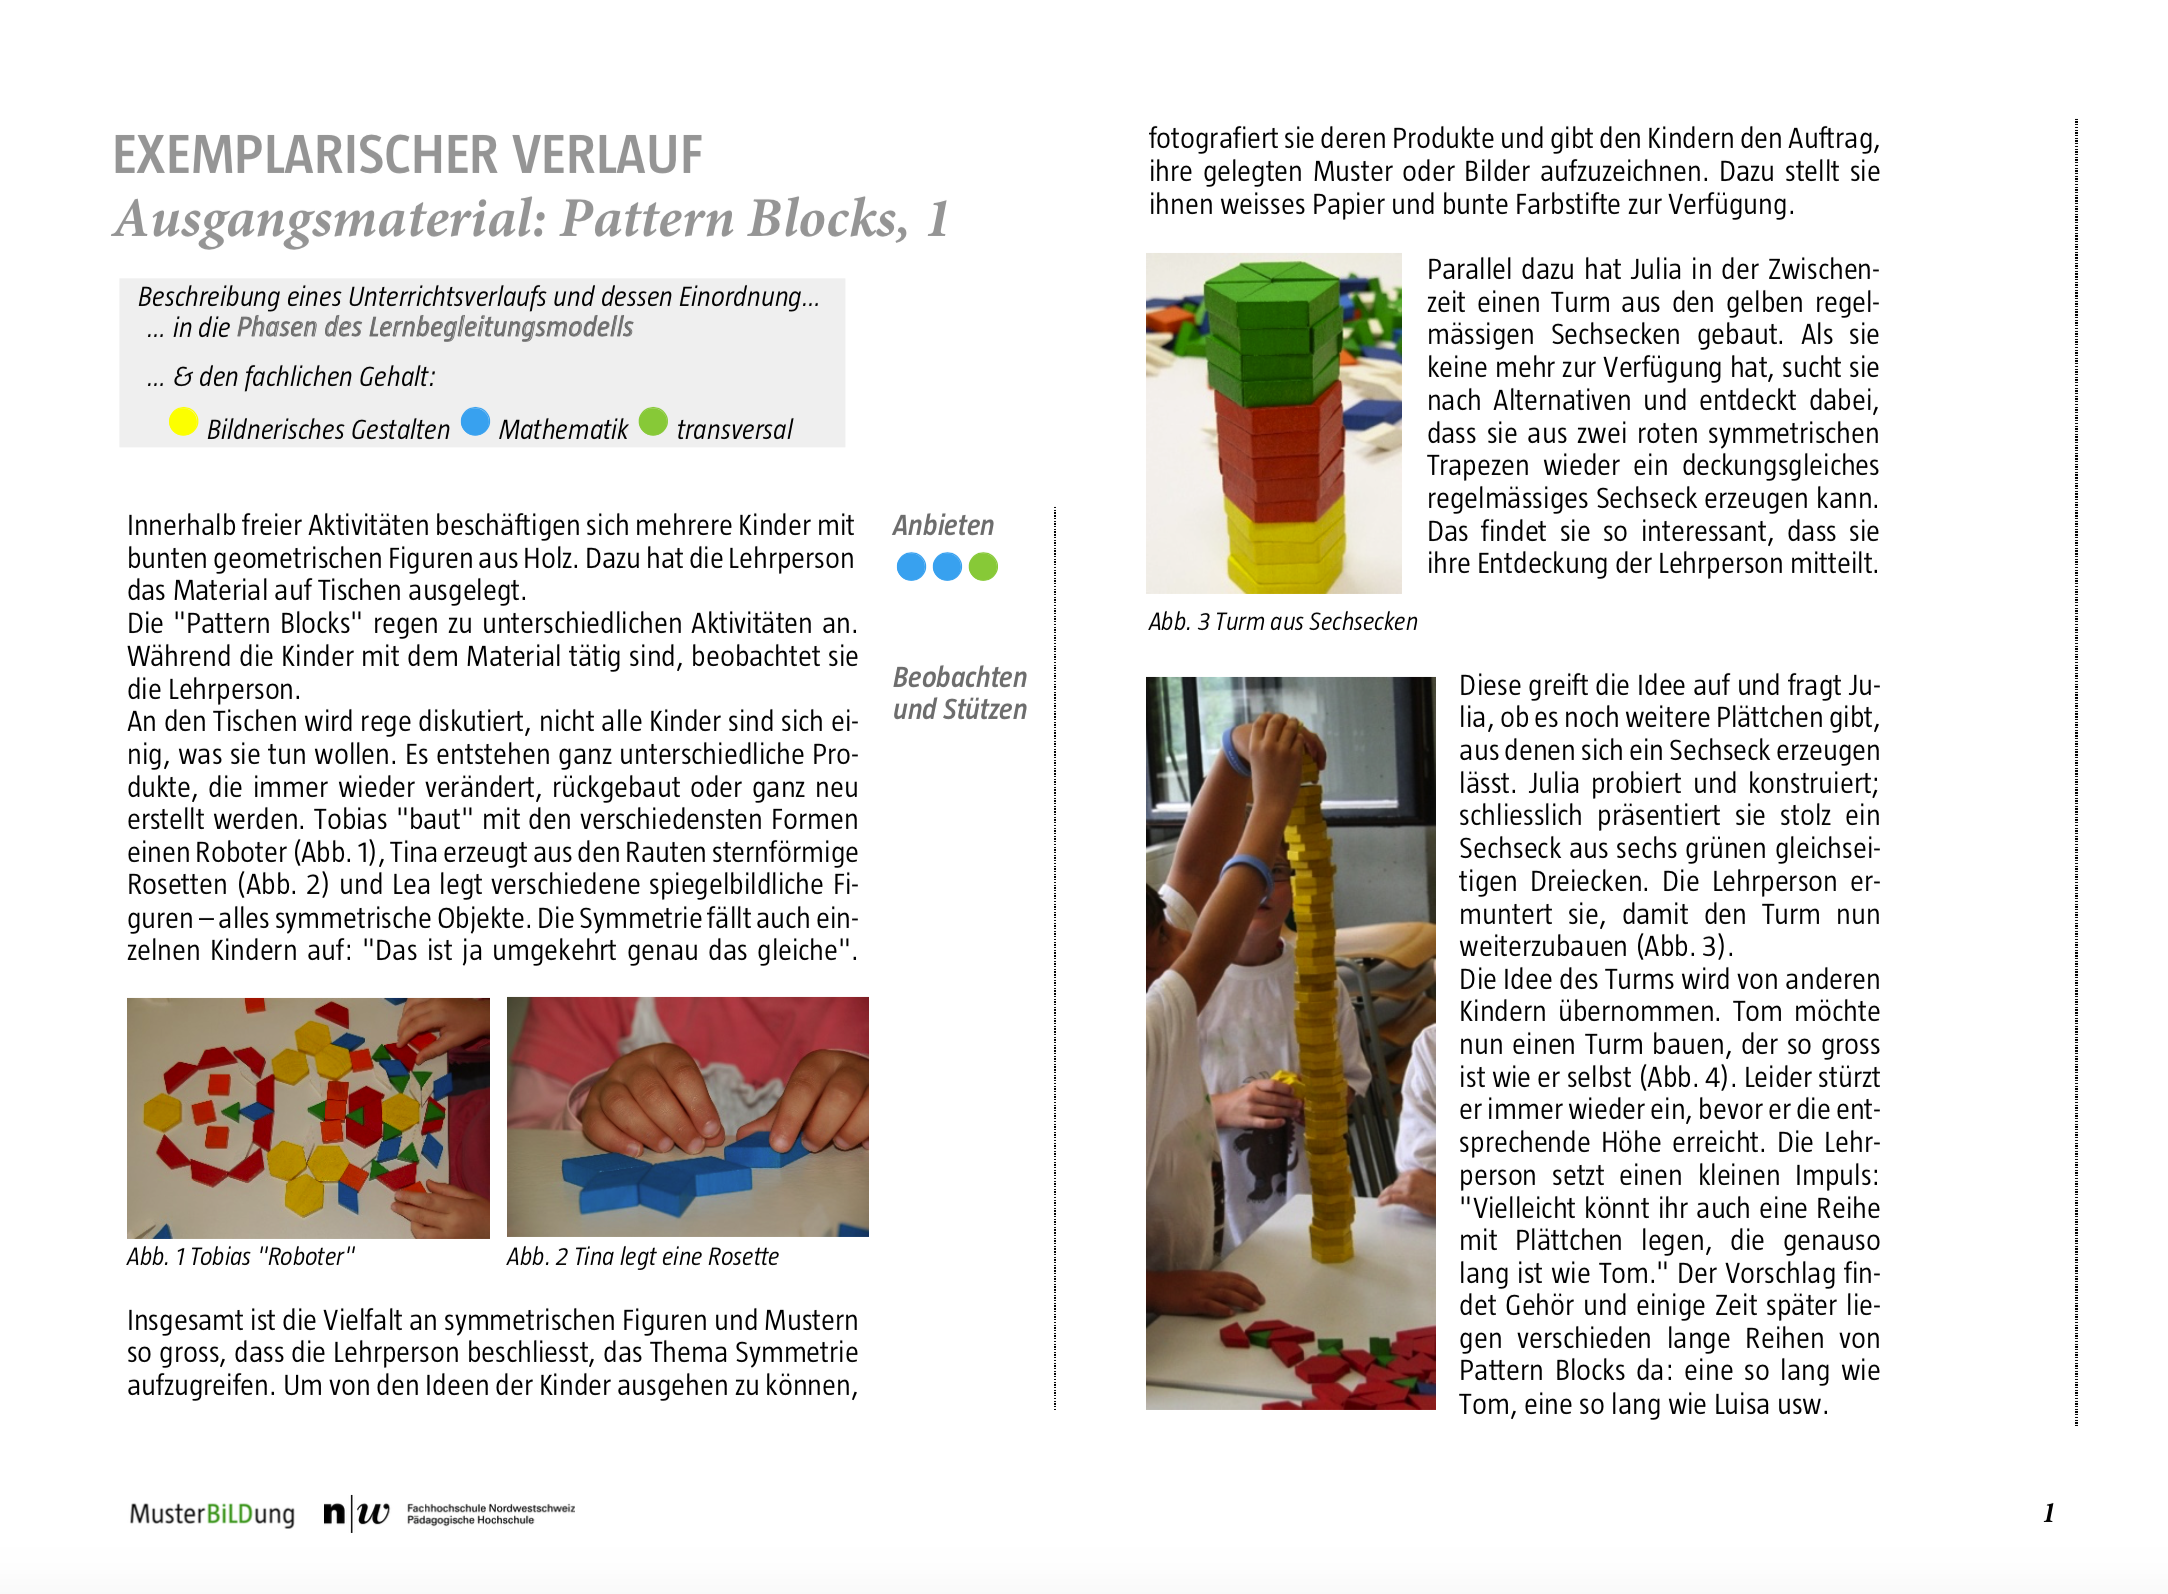 EXEMPLARISCHER VERLAUF
Ausgangsmaterial: Pattern Blocks, 1
Beschreibung eines Unterrichtsverlaufs und dessen Einordnung...
... in die Phasen des Lernbegleitungsmodells
... & den fachlichen Gehalt:
Bildnerisches Gestalten Mathematik transversal
Innerhalb freier Aktivitäten beschäftigen sich mehrere Kinder mit
bunten geometrischen Figuren aus Holz. Dazu hat die Lehrperson
das Material auf Tischen ausgelegt.
Die "Pattern Blocks" regen zu unterschiedlichen Aktivitäten an.
Während die Kinder mit dem Material tätig sind, beobachtet sie
die Lehrperson.
An den Tischen wird rege diskutiert, nicht alle Kinder sind sich ei-
nig, was sie tun wollen. Es entstehen ganz unterschiedliche Pro-
dukte, die immer wieder verändert, rückgebaut oder ganz neu
erstellt werden. Tobias "baut" mit den verschiedensten Formen
einen Roboter (Abb. 1), Tina erzeugt aus den Rauten sternförmige
Rosetten (Abb. 2) und Lea legt verschiedene spiegelbildliche Fi-
guren – alles symmetrische Objekte. Die Symmetrie fällt auch ein-
zelnen Kindern auf: "Das ist ja umgekehrt genau das gleiche".
Anbieten
Beobachten
und Stützen
Abb. 1 Tobias "Roboter"
Abb. 2 Tina legt eine Rosette
Insgesamt ist die Vielfalt an symmetrischen Figuren und Mustern
so gross, dass die Lehrperson beschliesst, das Thema Symmetrie
aufzugreifen. Um von den Ideen der Kinder ausgehen zu können,
fotografiert sie deren Produkte und gibt den Kindern den Auftrag,
ihre gelegten Muster oder Bilder aufzuzeichnen. Dazu stellt sie
ihnen weisses Papier und bunte Farbstifte zur Verfügung.
Parallel dazu hat Julia in der Zwischen-
zeit einen Turm aus den gelben regel-
mässigen Sechsecken gebaut. Als sie
keine mehr zur Verfügung hat, sucht sie
nach Alternativen und entdeckt dabei,
dass sie aus zwei roten symmetrischen
Trapezen wieder ein deckungsgleiches
regelmässiges Sechseck erzeugen kann.
Das findet sie so interessant, dass sie
ihre Entdeckung der Lehrperson mitteilt.
Abb. 3 Turm aus Sechsecken
Diese greift die Idee auf und fragt Ju-
lia, ob es noch weitere Plättchen gibt,
aus denen sich ein Sechseck erzeugen
lässt. Julia probiert und konstruiert;
schliesslich präsentiert sie stolz ein
Sechseck aus sechs grünen gleichsei-
tigen Dreiecken. Die Lehrperson er-
muntert sie, damit den Turm nun
weiterzubauen (Abb. 3).
Die Idee des Turms wird von anderen
Kindern übernommen. Tom möchte
nun einen Turm bauen, der so gross
ist wie er selbst (Abb. 4). Leider stürzt
er immer wieder ein, bevor er die ent-
sprechende Höhe erreicht. Die Lehr-
person setzt einen kleinen Impuls:
"Vielleicht könnt ihr auch eine Reihe
mit Plättchen legen, die genauso
lang ist wie Tom." Der Vorschlag fin-
det Gehör und einige Zeit später lie-
gen verschieden lange Reihen von
Pattern Blocks da: eine so lang wie
Tom, eine so lang wie Luisa usw.
MusterBiLDung
n|w
Fachhochschule Nordwestschweiz
Pädagogische Hochschule
1